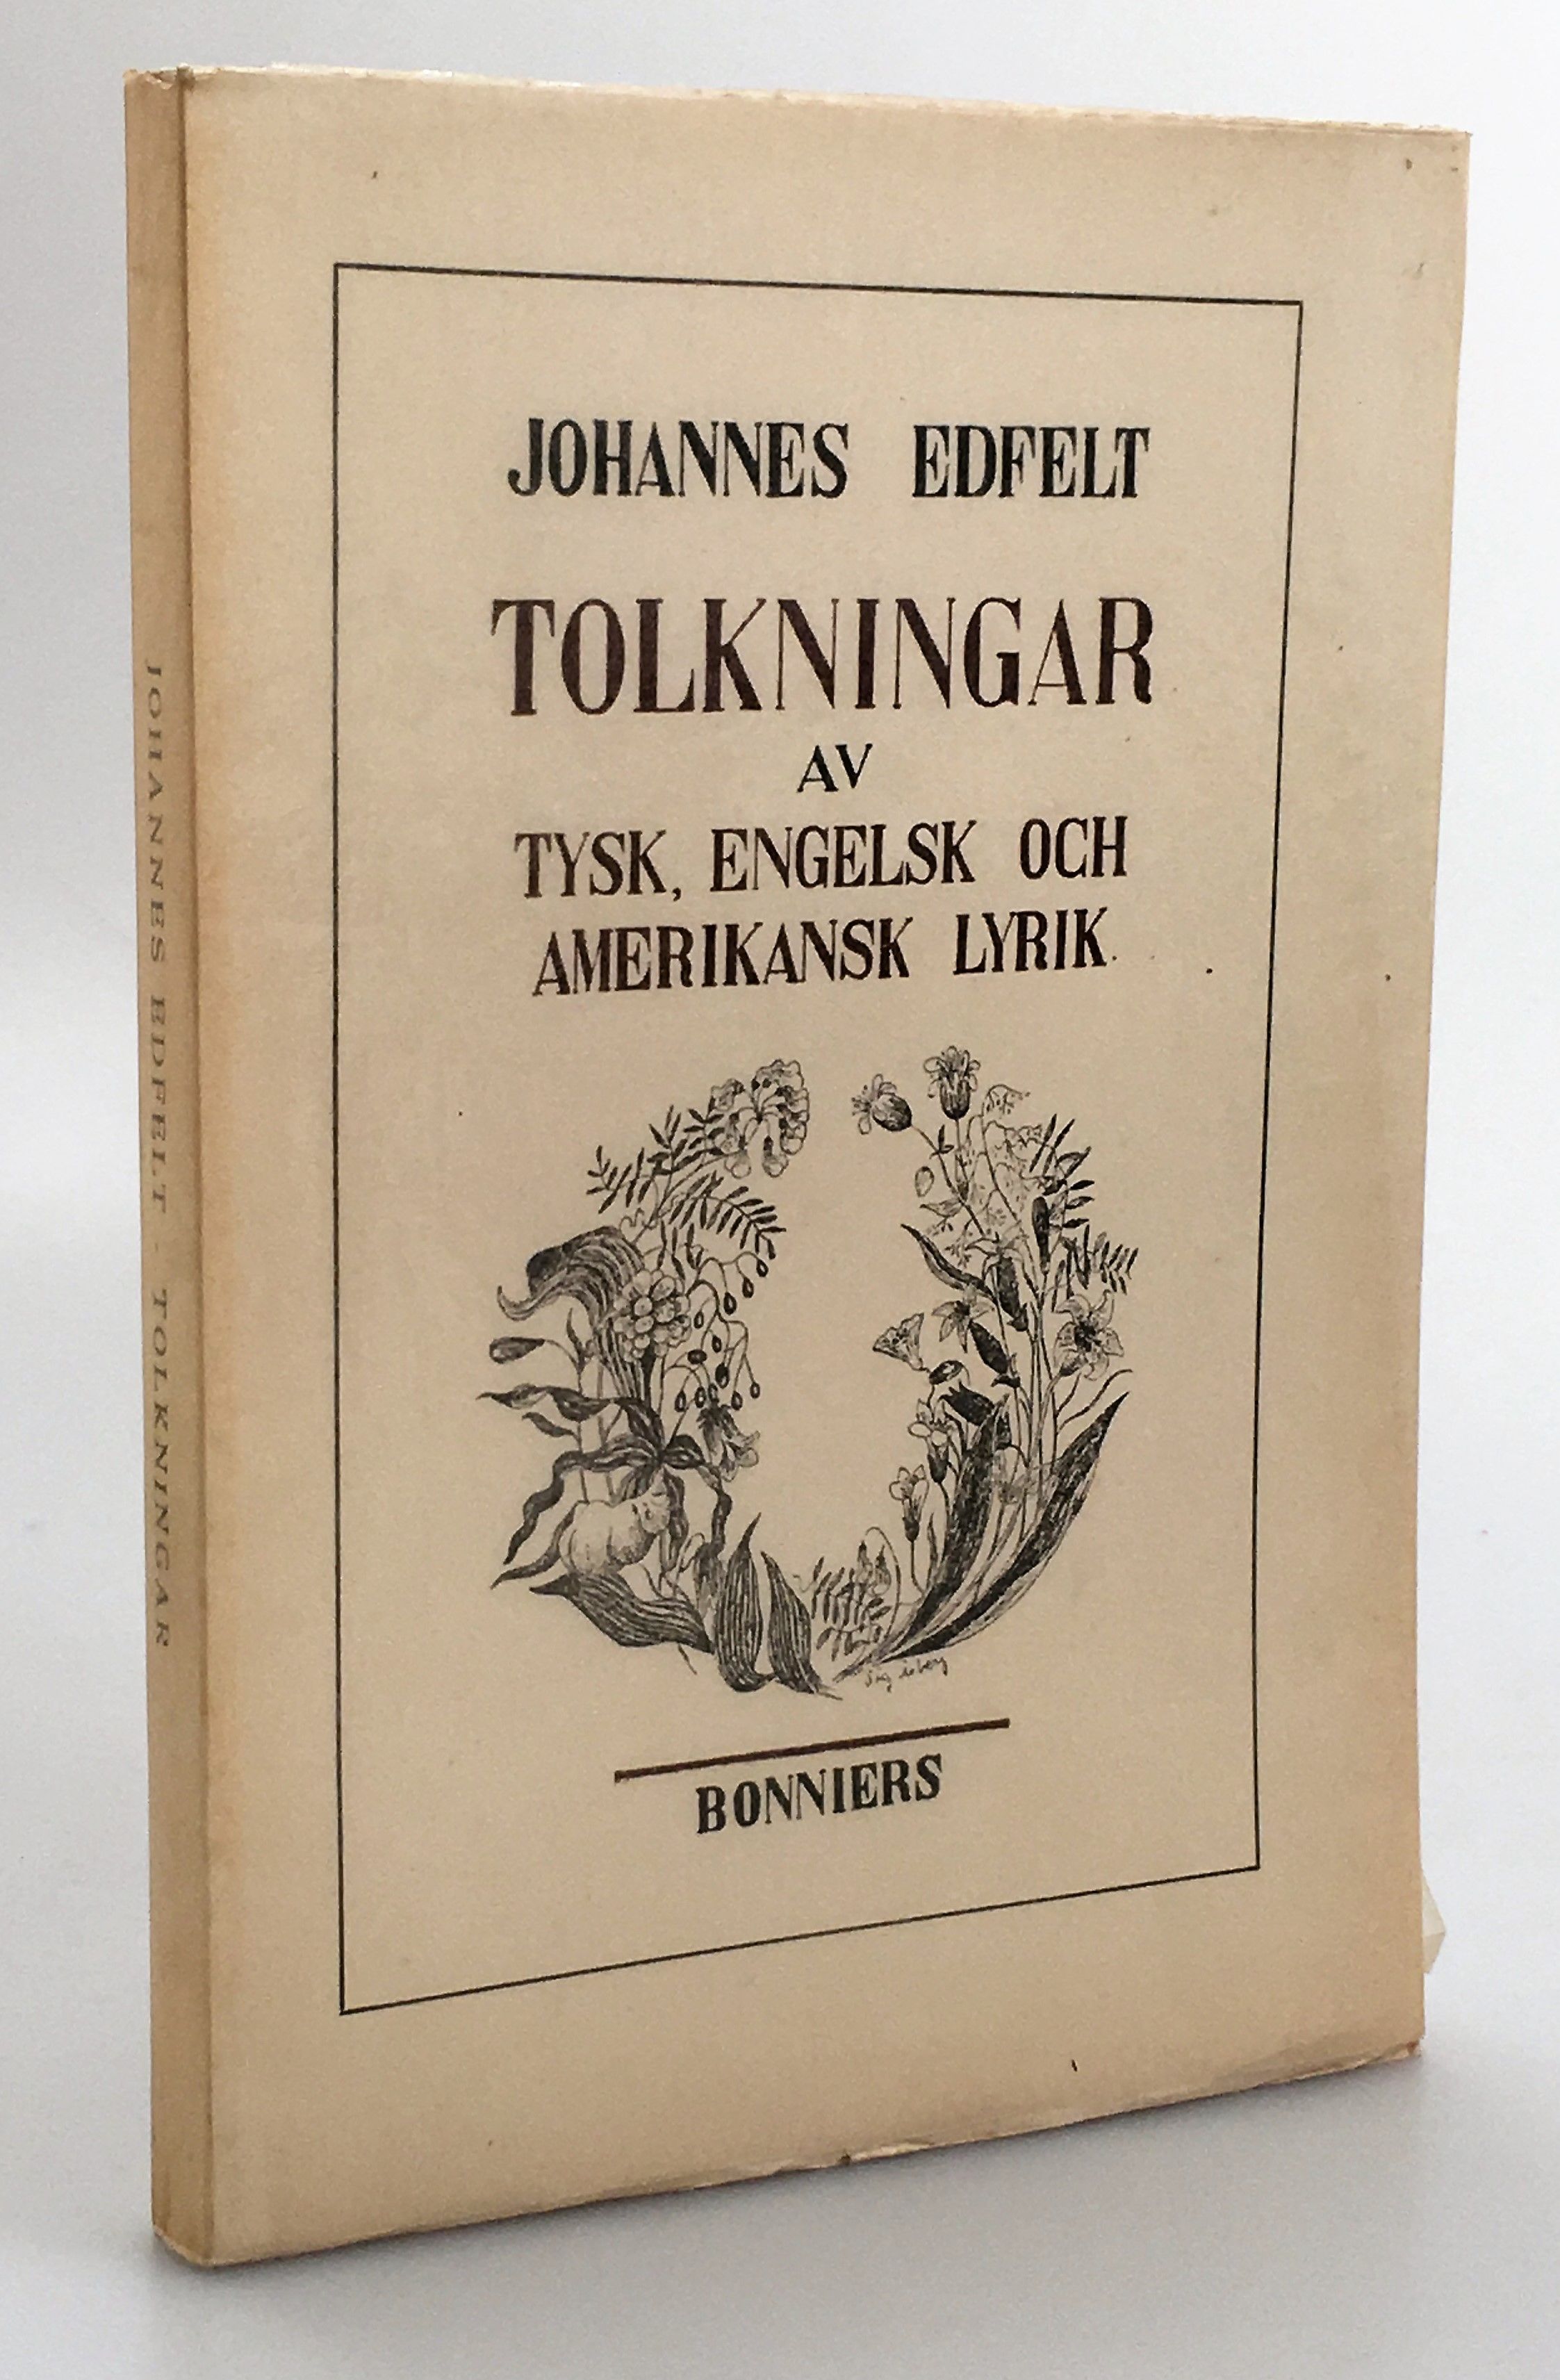 JOHANNES EDFELT
TOLKNINGAR
AV
TYSK, ENGELSK OCH
AMERIKANSK LYRIK
BONNIERS
JOHANNES EDFELT - TOLKNINGAR